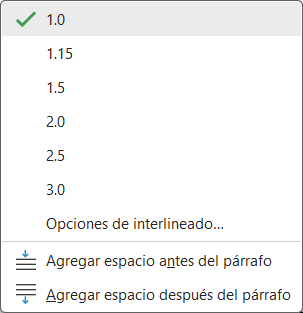 1.0
1.15
1.5
2.0
2.5
3.0
Opciones de interlineado...
Agregar espacio antes del párrafo
Agregar espacio después del párrafo